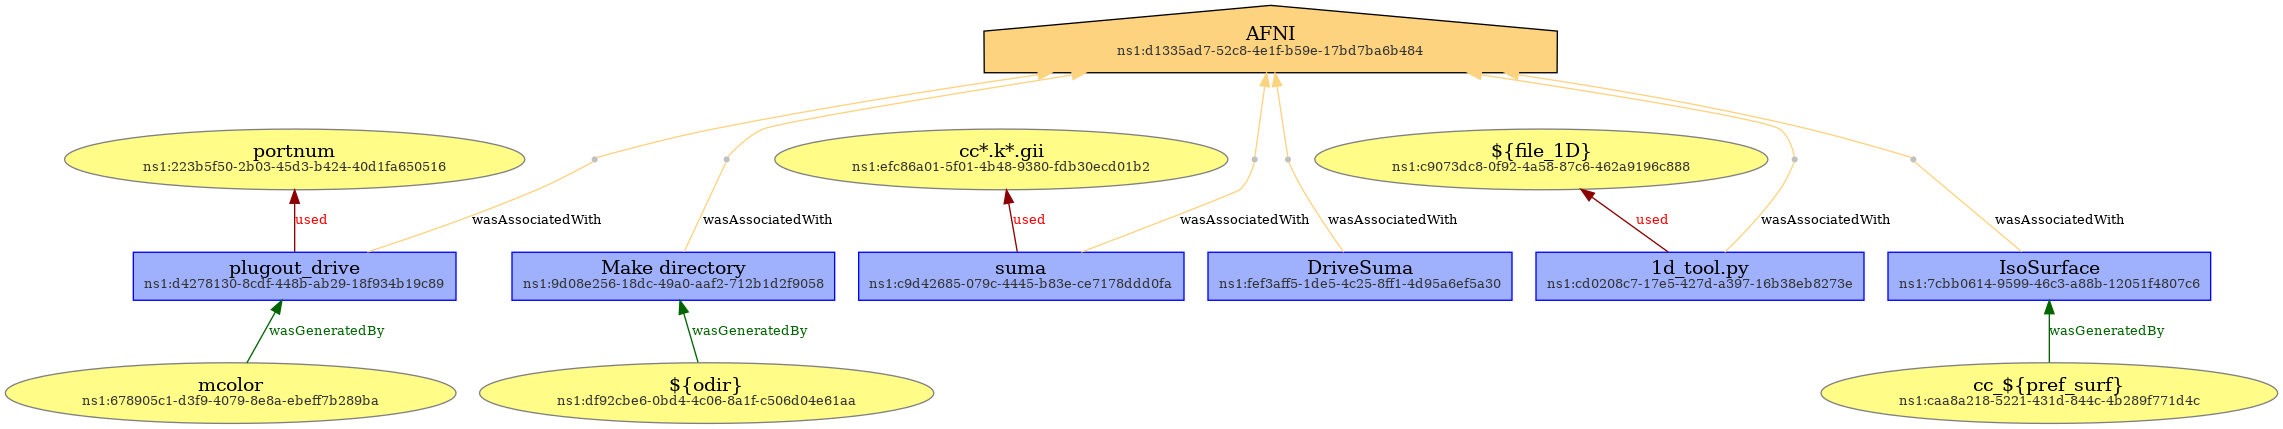 AFNI
ns1:d1335ad7-52c8-4e1f-b59e-17bd7ba6b484
portnum
ns1:223b5f50-2b03-45d3-b424-40d1fa650516
cc*.k*.gii
ns1:efc86a01-5f01-4b48-9380-fdb30ecd01b2
${file_1D}
ns1:c9073dc8-0f92-4a58-87c6-462a9196c888
used
wasAssociatedWith
wasAssociatedWith
used
wasAssociatedWith
wasAssociatedWith
used
wasAssociatedWith
wasAssociatedWith
plugout_drive
ns1:d4278130-8cdf-448b-ab29-18f934b19c89
Make directory
ns1:9d08e256-18dc-49a0-aaf2-712b1d2f9058
suma
ns1:c9d42685-079c-4445-b83e-ce7178ddd0fa
DriveSuma
ns1:fef3aff5-1de5-4c25-8ff1-4d95a6ef5a30
1d_tool.py
ns1:cd0208c7-17e5-427d-a397-16b38eb8273e
IsoSurface
ns1:7cbb0614-9599-46c3-a88b-12051f4807c6
wasGeneratedBy
wasGeneratedBy
wasGeneratedBy
mcolor
ns1:678905c1-d3f9-4079-8e8a-ebeff7b289ba
${odir}
ns1:df92cbe6-0bd4-4c06-8a1f-c506d04e61aa
cc_${pref_surf}
ns1:caa8a218-5221-431d-844c-4b289f771d4c